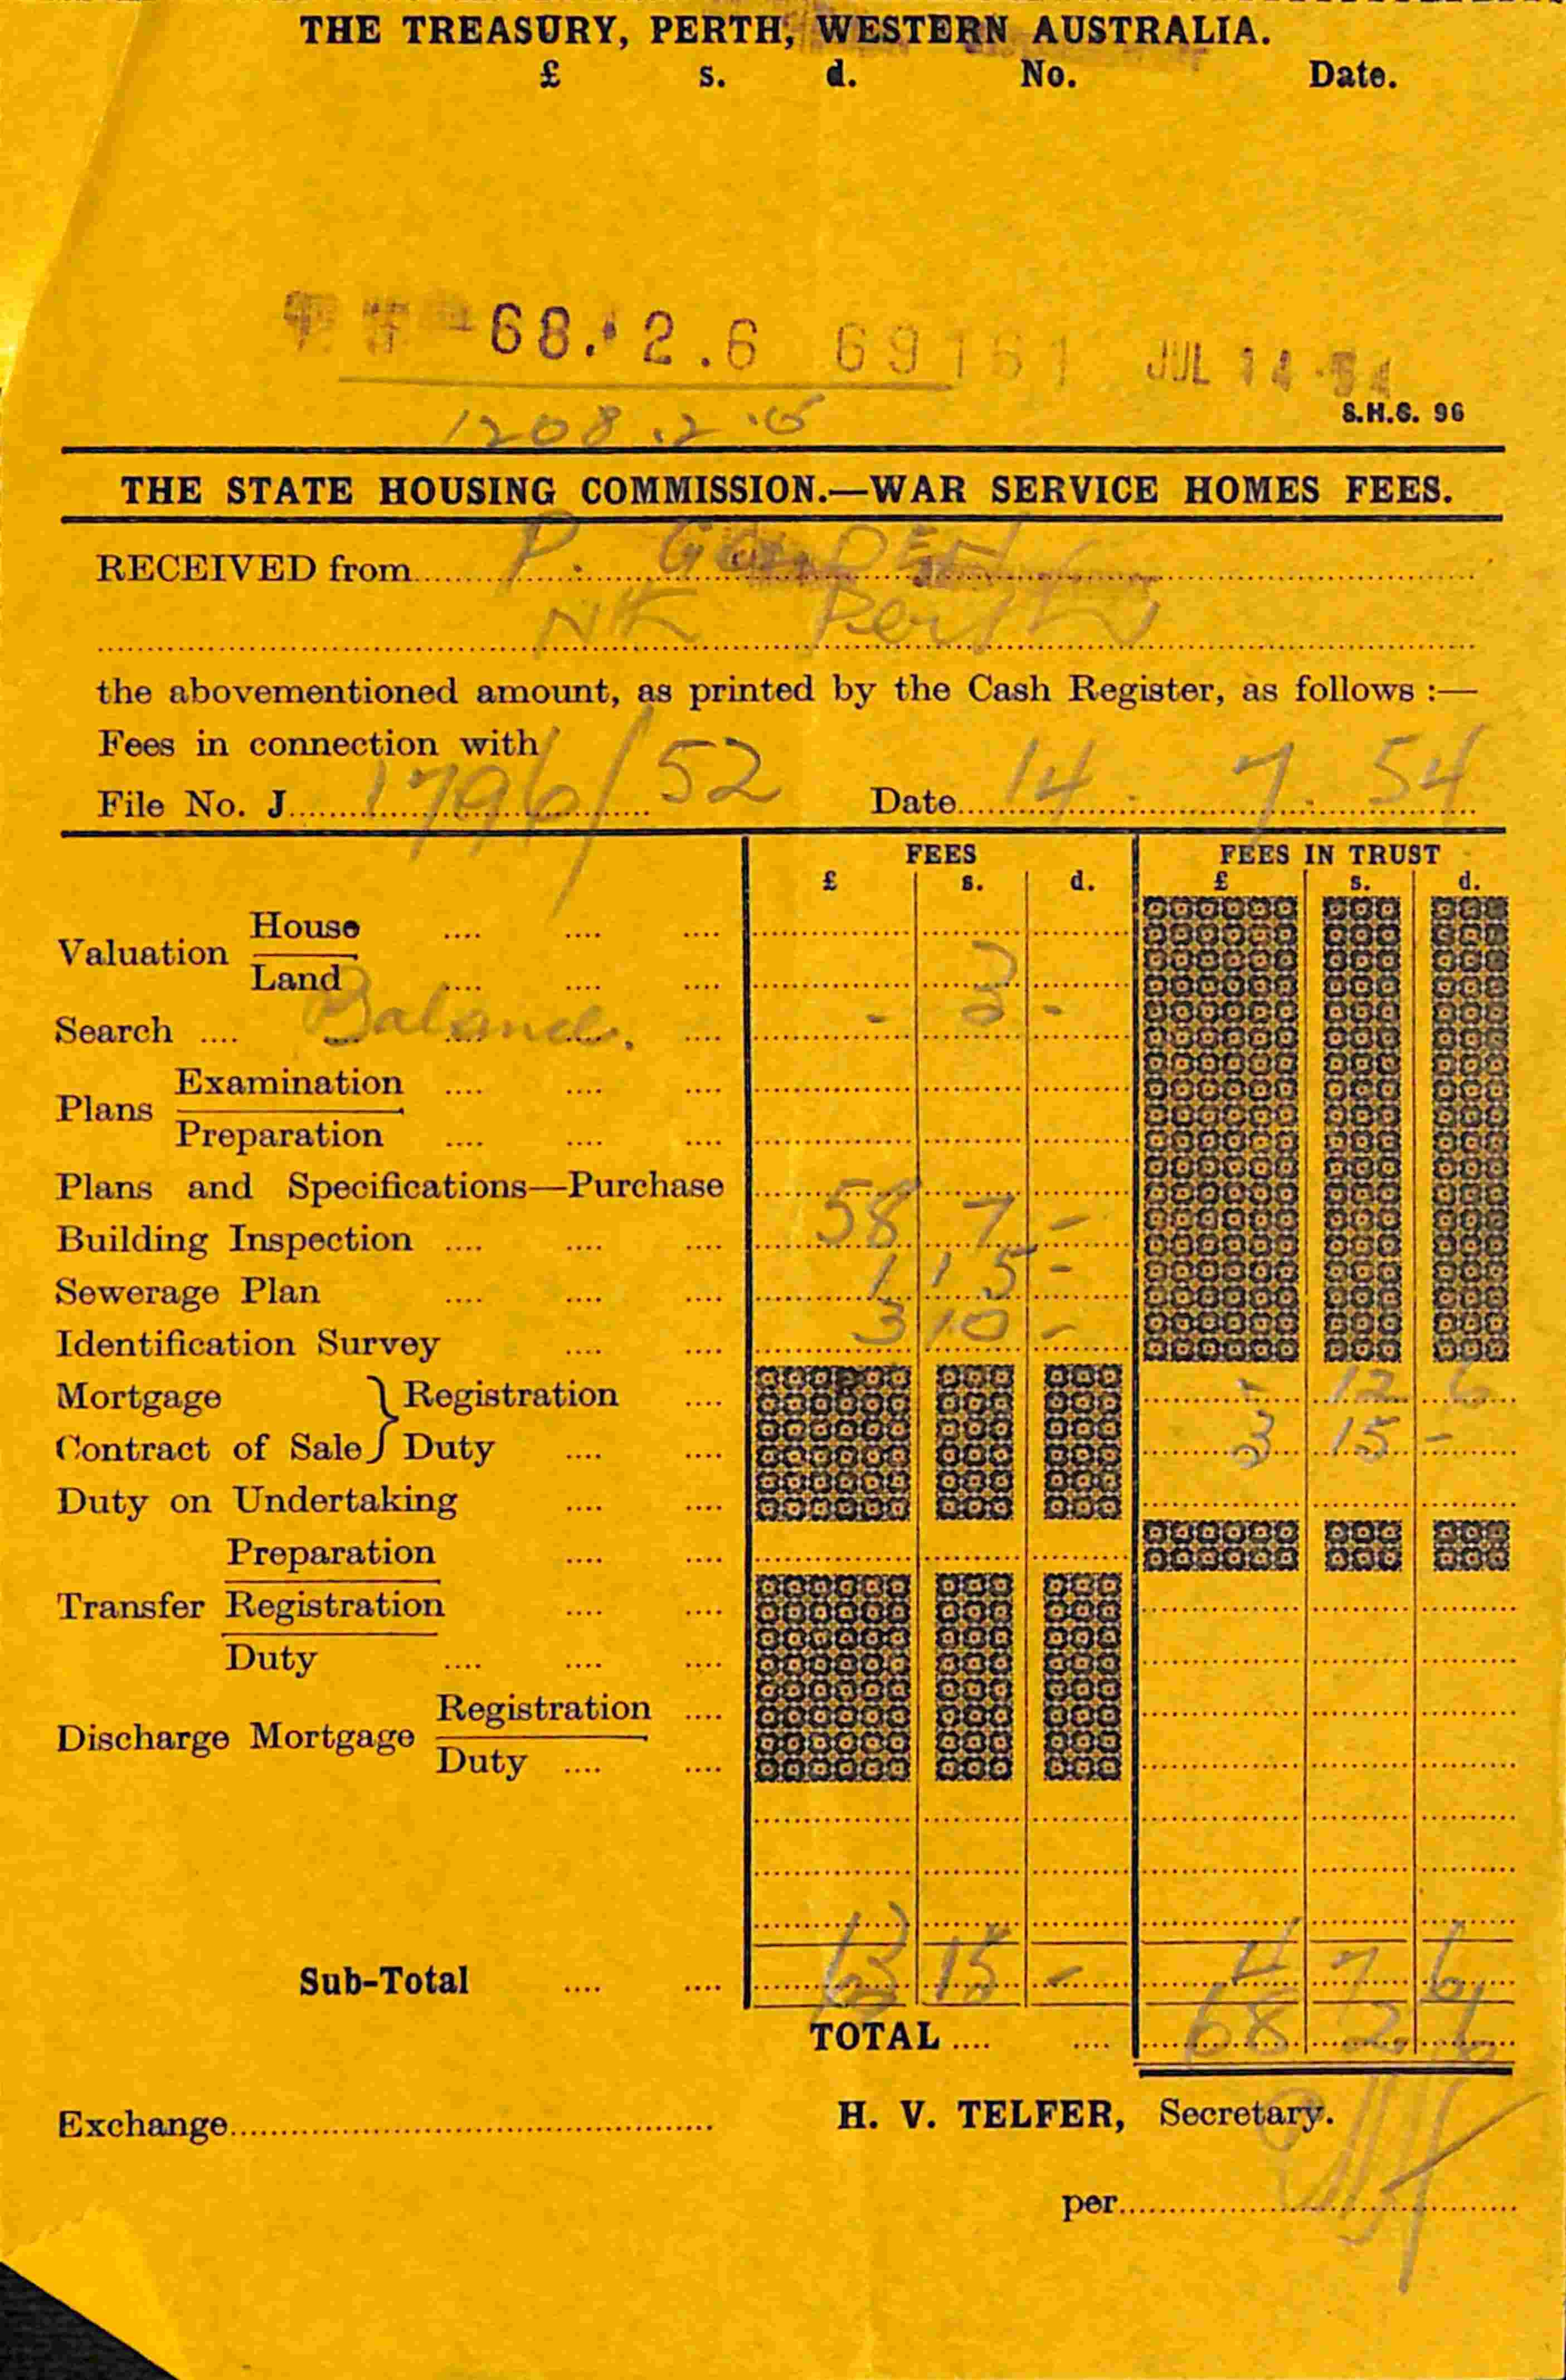 THE TREASURY, PERTH, WESTERN AUSTRALIA.
£ s. d. No. Date.
68. 2.6 69161 JUL 14 54
1208.2.6
S.H.C. 96
THE STATE HOUSING COMMISSION.—WAR SERVICE HOMES FEES.
RECEIVED from P.
Nth Perth
the abovementioned amount, as printed by the Cash Register, as follows :—
Fees in connection with
File No. J 1796/52 Date 14. 7. 54
FEES FEES IN TRUST
£ s. d. £ s. d.
House
Valuation
Land
Search Balance. - 3 -
Examination
Plans
Preparation
Plans and Specifications—Purchase
Building Inspection 58 7 -
Sewerage Plan 1 15 -
Identification Survey 3 10 -
Mortgage } Registration - 12 6
Contract of Sale } Duty 3 15 -
Duty on Undertaking
Preparation
Transfer Registration
Duty
Registration
Discharge Mortgage
Duty
Sub-Total 63 15 - 4 7 6
TOTAL 68 2 6
Exchange H. V. TELFER, Secretary.
per